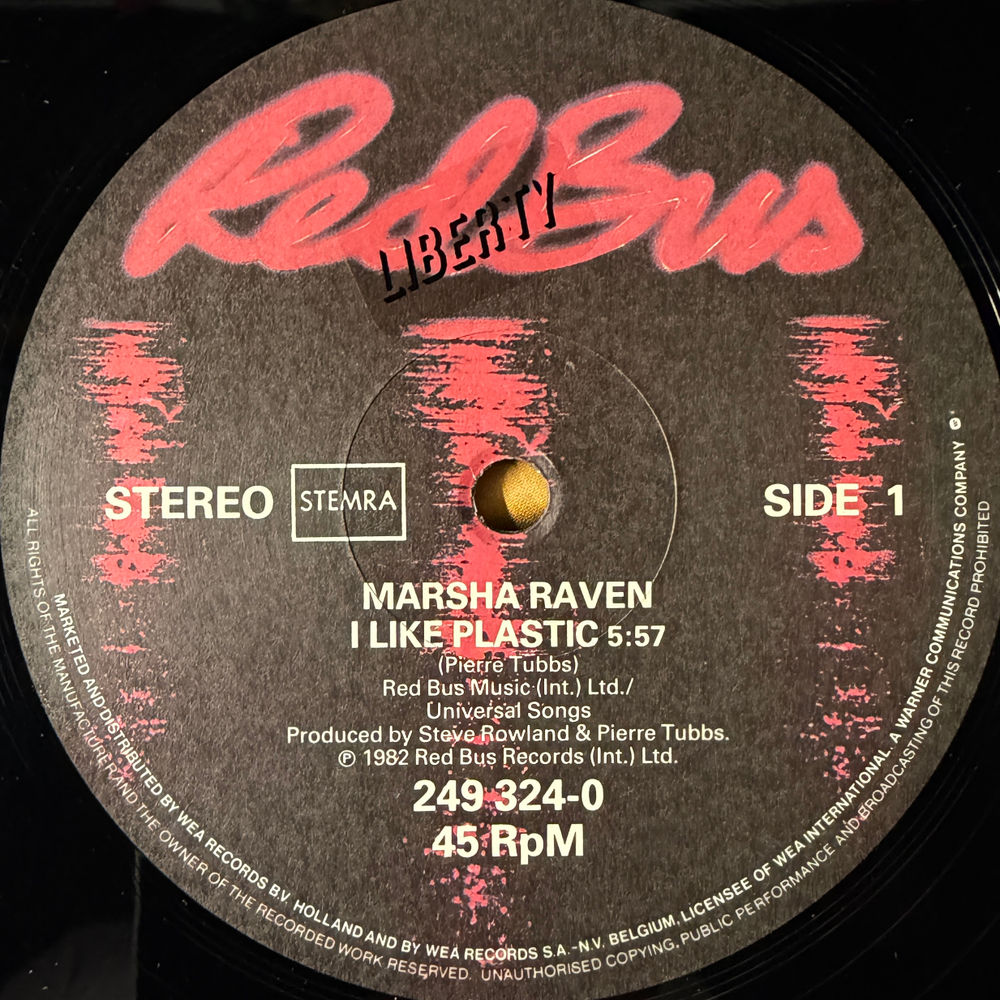 Red Bus
LIBERTY
STEREO
STEMRA
SIDE 1
MARSHA RAVEN
I LIKE PLASTIC 5:57
(Pierre Tubbs)
Red Bus Music (Int.) Ltd./
Universal Songs
Produced by Steve Rowland & Pierre Tubbs.
℗ 1982 Red Bus Records (Int.) Ltd.
249 324-0
45 RpM
MARKETED AND DISTRIBUTED BY WEA RECORDS B.V. HOLLAND AND BY WEA RECORDS S.A. -N.V. BELGIUM. LICENSEE OF WEA INTERNATIONAL. A WARNER COMMUNICATIONS COMPANY
ALL RIGHTS OF THE MANUFACTURER AND THE OWNER OF THE RECORDED WORK RESERVED. UNAUTHORISED COPYING, PUBLIC PERFORMANCE AND BROADCASTING OF THIS RECORD PROHIBITED